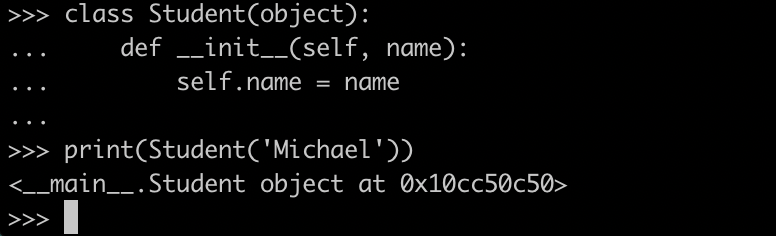 >>> class Student(object):
...     def __init__(self, name):
...         self.name = name
...
>>> print(Student('Michael'))
<__main__.Student object at 0x10cc50c50>
>>>